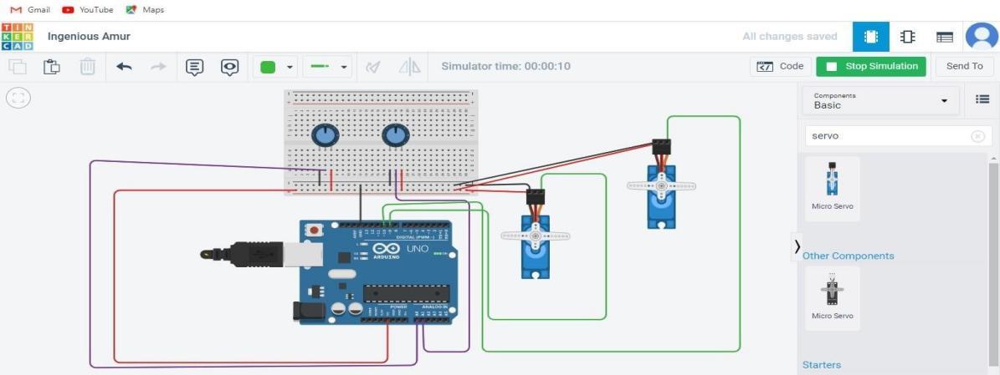 Gmail YouTube Maps
TIN
KER
CAD
Ingenious Amur
All changes saved
Simulator time: 00:00:10
Code
Stop Simulation
Send To
Components
Basic
servo
Micro Servo
Other Components
Micro Servo
Starters
DIGITAL (PWM~)
UNO
ARDUINO
POWER
ANALOG IN